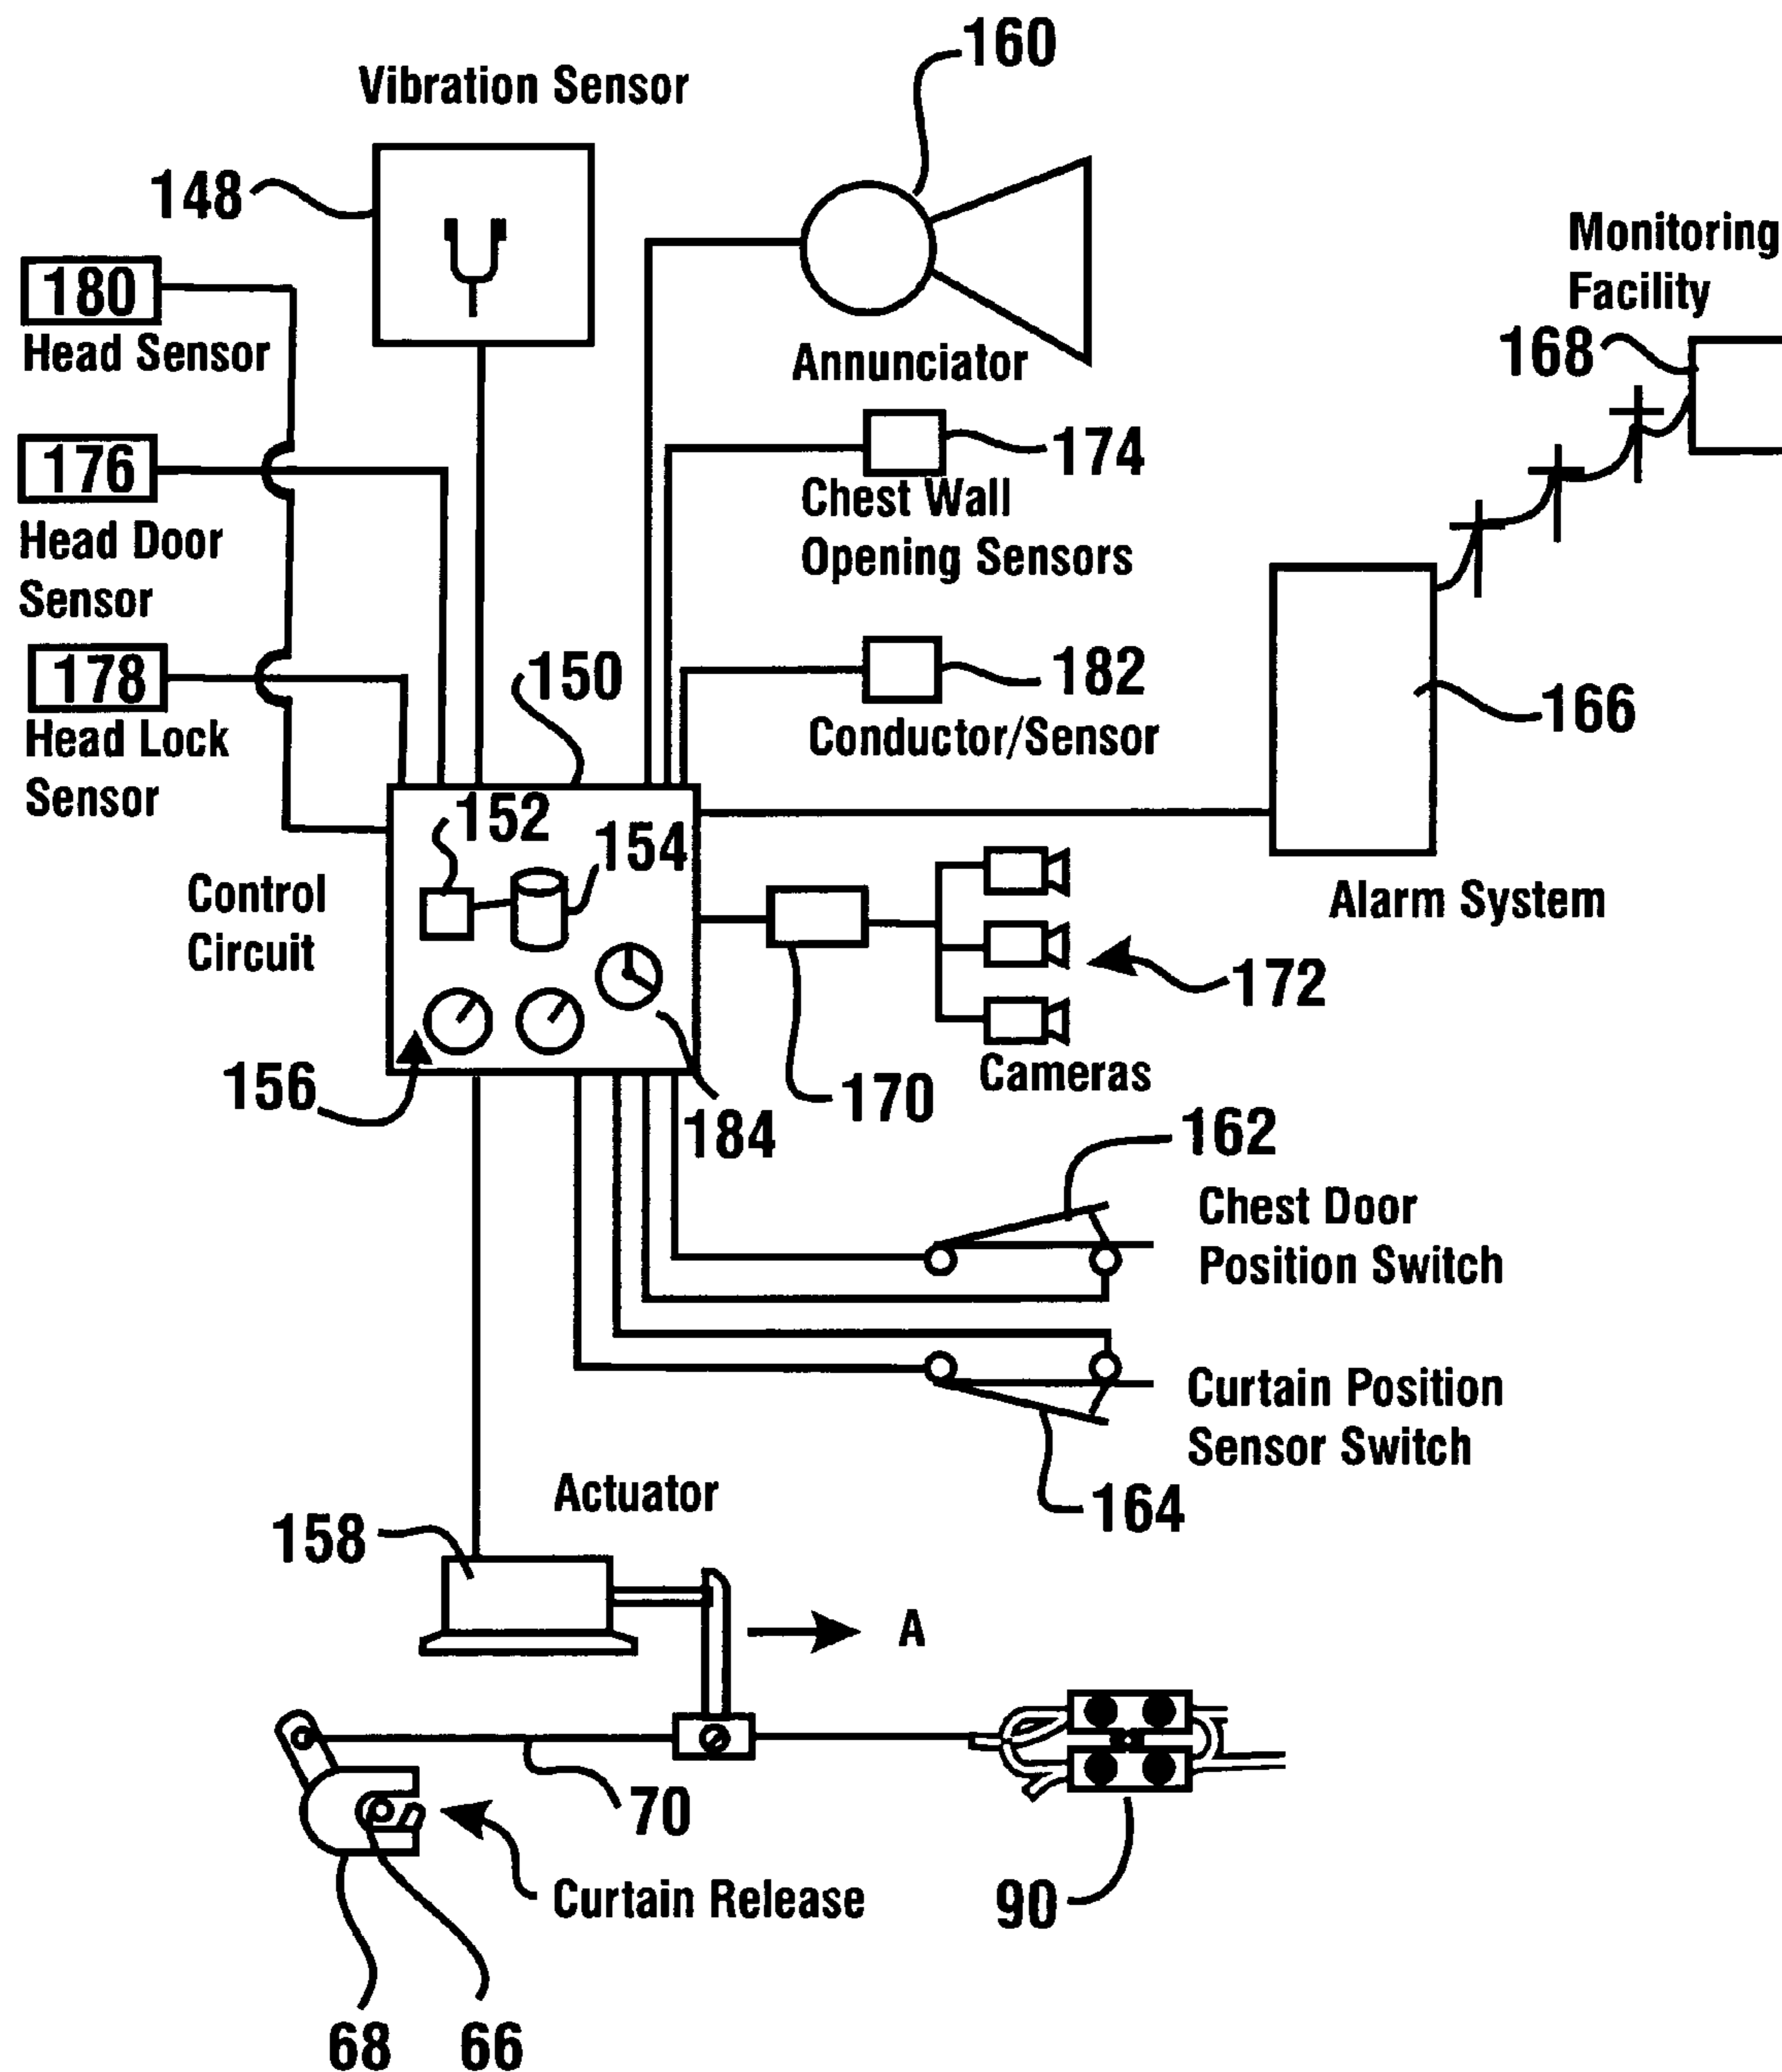 160
Vibration Sensor
148
Monitoring
Facility
168
180
Head Sensor
Annunciator
174
Chest Wall
Opening Sensors
176
Head Door
Sensor
178
Head Lock
Sensor
150
182
Conductor/Sensor
166
152
154
Control
Circuit
Alarm System
172
Cameras
156
170
184
162
Chest Door
Position Switch
Curtain Position
Sensor Switch
164
Actuator
158
A
70
Curtain Release
90
68
66